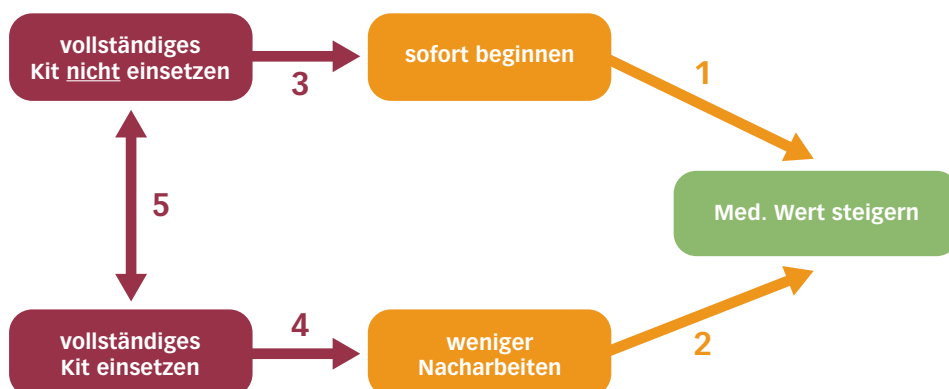 vollständiges
Kit nicht einsetzen
3
sofort beginnen
1
5
Med. Wert steigern
vollständiges
Kit einsetzen
4
weniger
Nacharbeiten
2